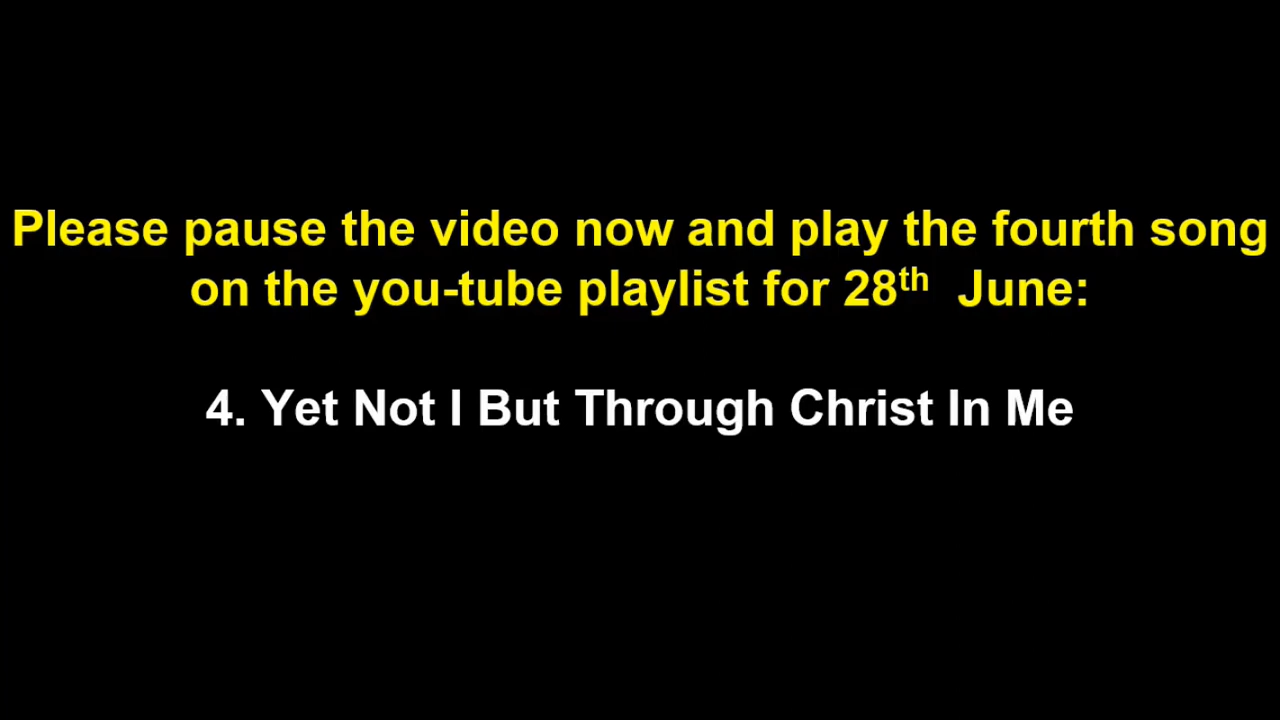 Please pause the video now and play the fourth song
on the you-tube playlist for 28th June:
4. Yet Not I But Through Christ In Me